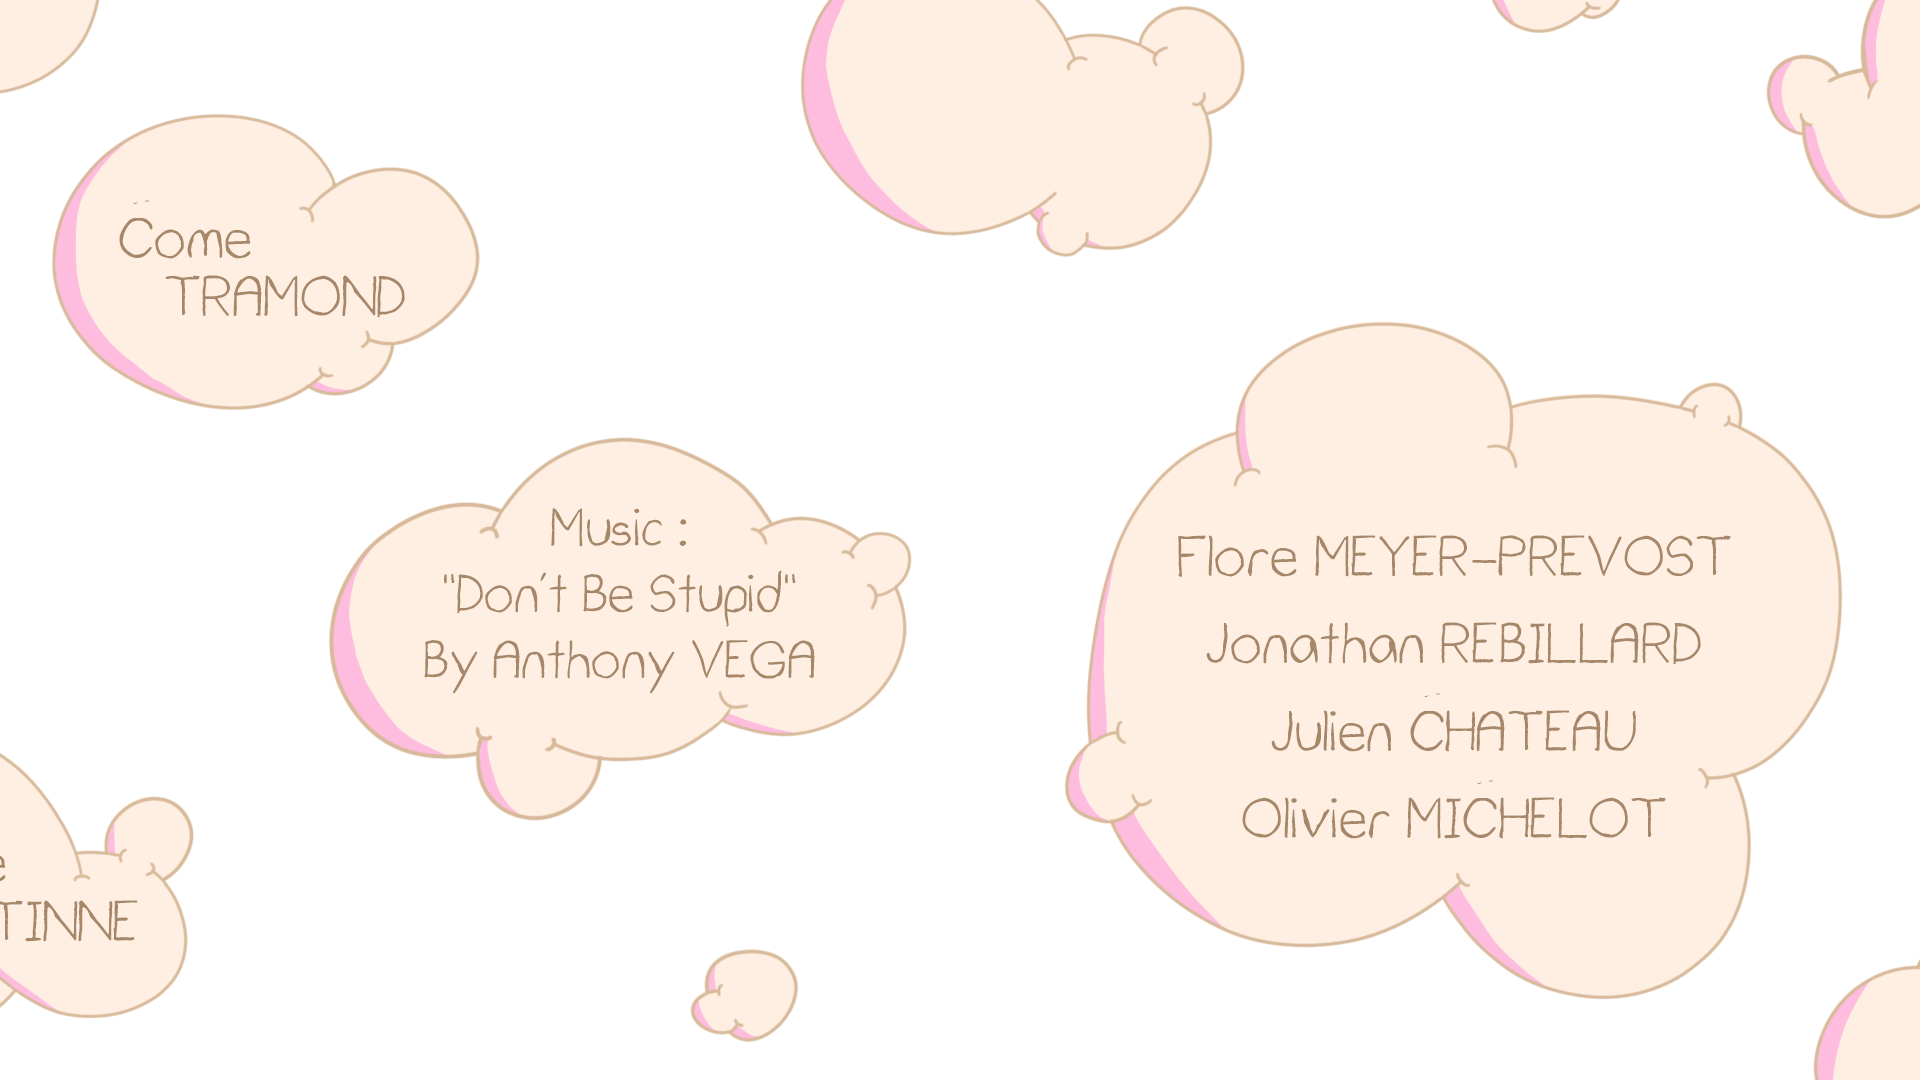 Come
TRAMOND
Music :
"Don't Be Stupid"
By Anthony VEGA
Flore MEYER-PREVOST
Jonathan REBILLARD
Julien CHATEAU
Olivier MICHELOT
TINNE